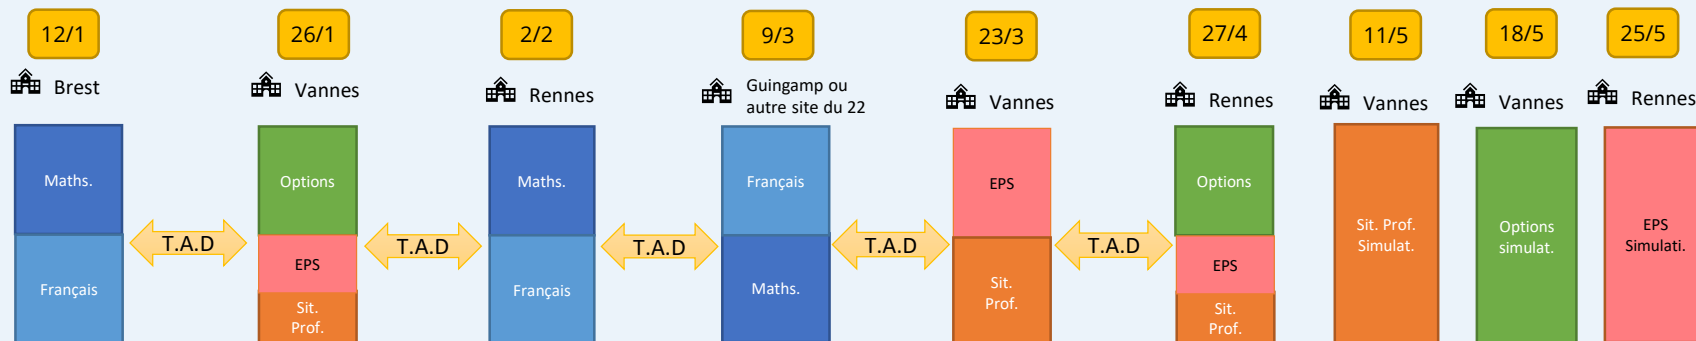 12/1
26/1
2/2
9/3
23/3
27/4
11/5
18/5
25/5
Brest
Vannes
Rennes
Guingamp ou
autre site du 22
Vannes
Rennes
Vannes
Vannes
Rennes
Maths.
Français
T.A.D
Options
EPS
Sit.
Prof.
T.A.D
Maths.
Français
T.A.D
Français
Maths.
T.A.D
EPS
Sit.
Prof.
T.A.D
Options
EPS
Sit.
Prof.
Sit. Prof.
Simulat.
Options
simulat.
EPS
Simulati.